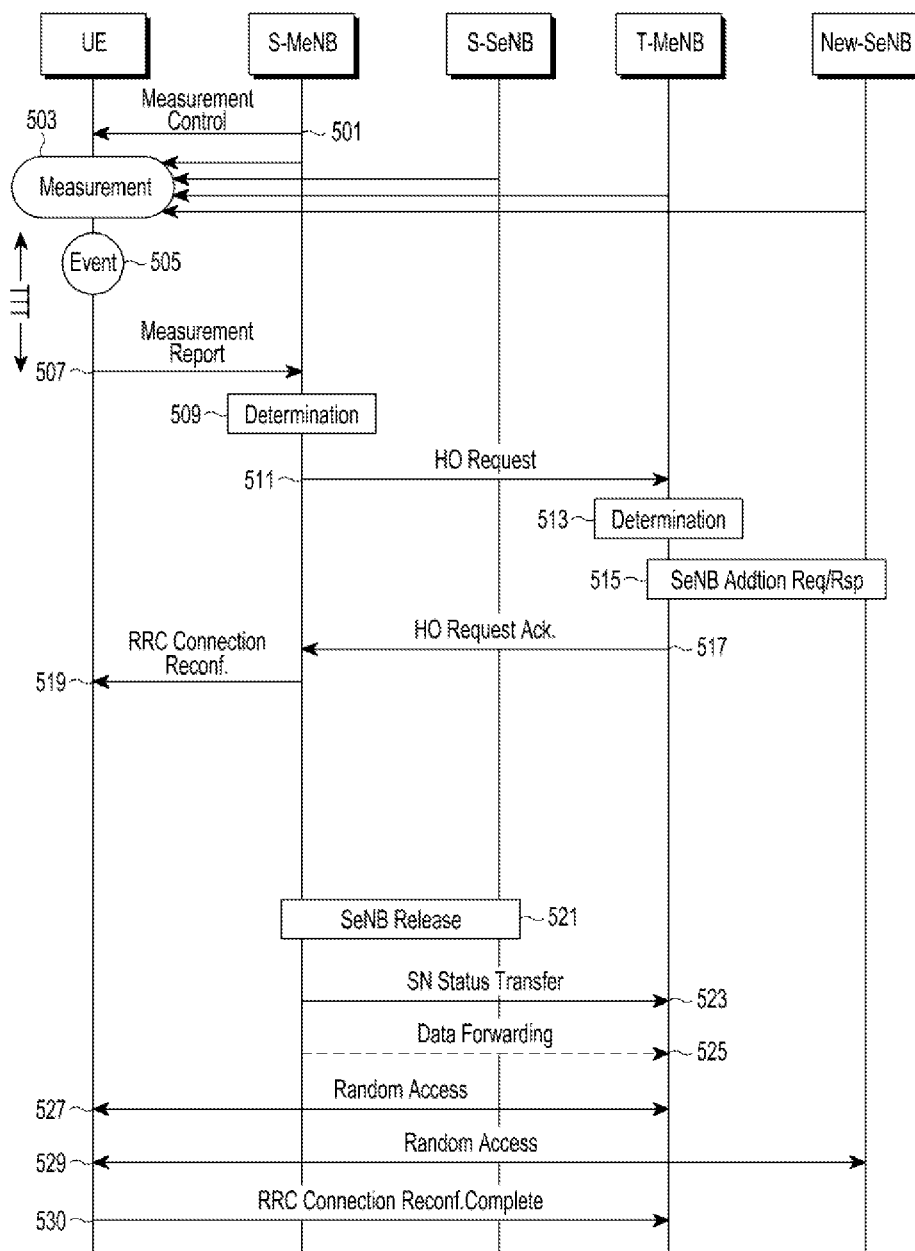 UE
S-MeNB
S-SeNB
T-MeNB
New-SeNB
Measurement
Control
501
503
Measurement
Event
505
TTT
Measurement
Report
507
509
Determination
HO Request
511
513
Determination
515
SeNB Addtion Req/Rsp
HO Request Ack.
517
RRC Connection
Reconf.
519
SeNB Release
521
SN Status Transfer
523
Data Forwarding
525
Random Access
527
Random Access
529
RRC Connection Reconf.Complete
530